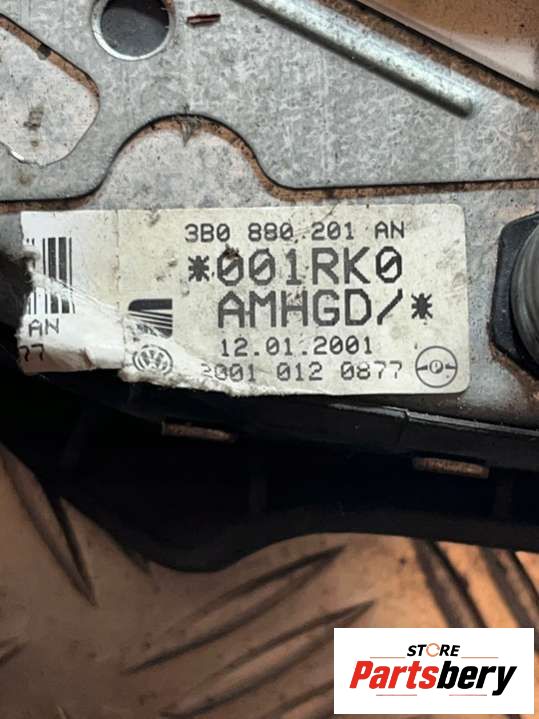 3B0 880 201 AN
*001RK0
AMHGD/*
12.01.2001
2001 012 0877
AN
77
STORE
Partsbery